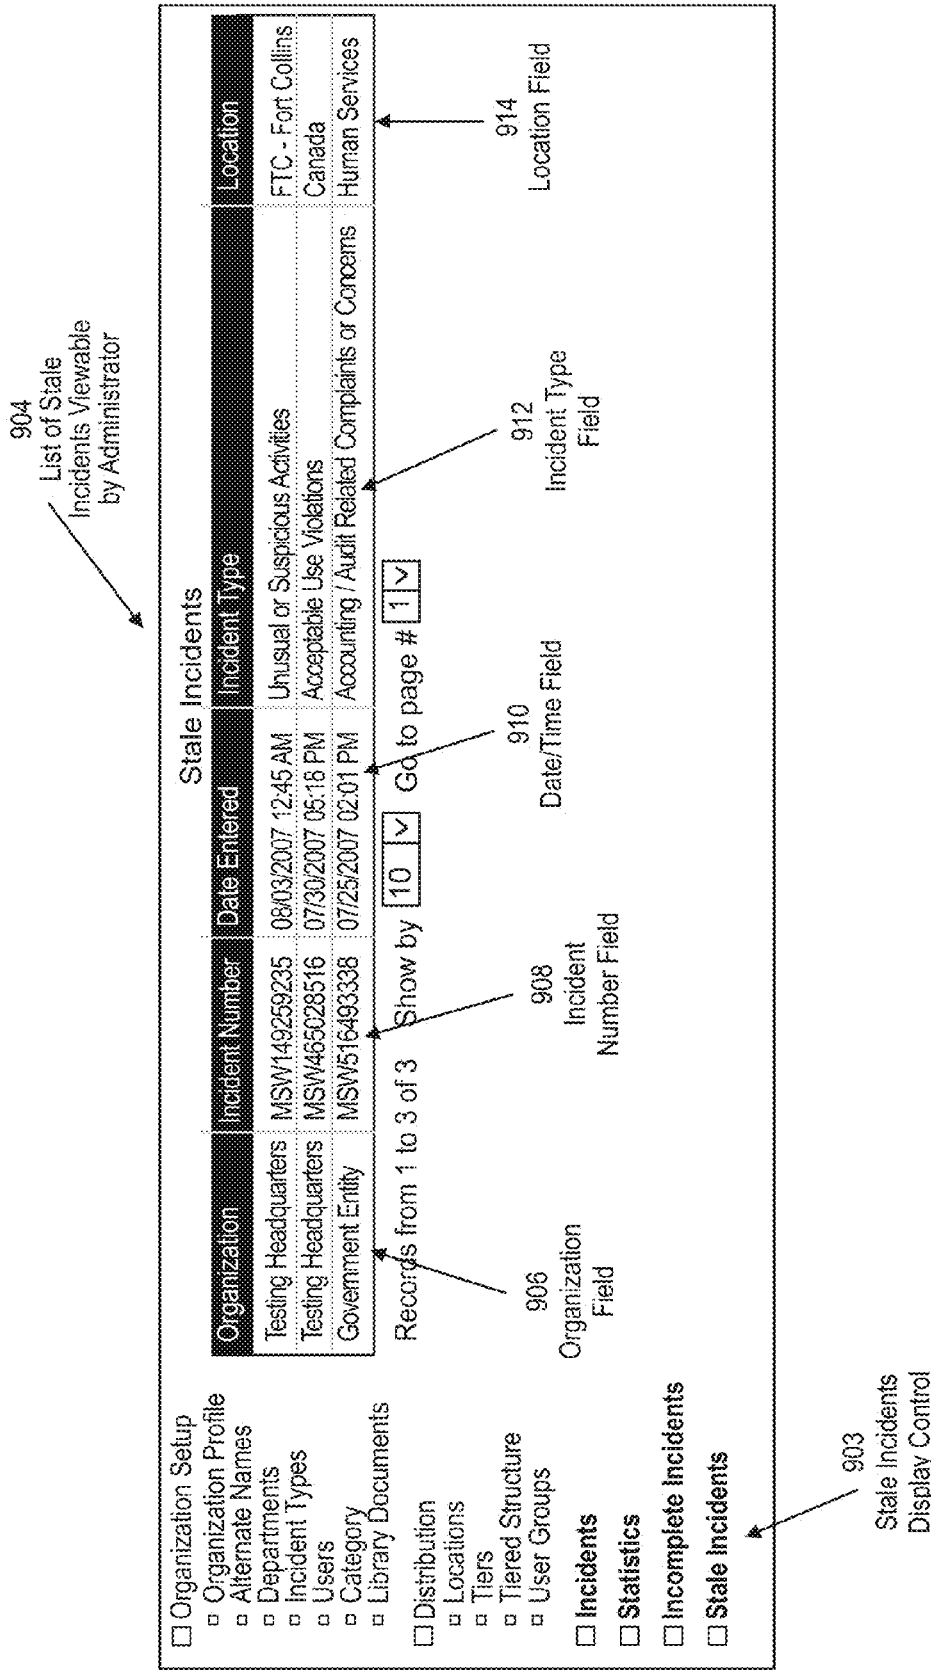 904
List of Stale
Incidents Viewable
by Administrator
Stale Incidents
Organization Incident Number Date Entered Incident Type Location
Testing Headquarters MSW149259235 08/03/2007 12:45 AM Unusual or Suspicious Activities FTC - Fort Collins
Testing Headquarters MSW465028516 07/30/2007 05:18 PM Acceptable Use Violations Canada
Government Entity MSW516493338 07/25/2007 02:01 PM Accounting / Audit Related Complaints or Concerns Human Services
Records from 1 to 3 of 3 Show by 10 Go to page # 1
Organization Setup
Organization Profile
Alternate Names
Departments
Incident Types
Users
Category
Library Documents
Distribution
Locations
Tiers
Tiered Structure
User Groups
Incidents
Statistics
Incomplete Incidents
Stale Incidents
906
Organization
Field
908
Incident
Number Field
910
Date/Time Field
912
Incident Type
Field
914
Location Field
903
Stale Incidents
Display Control